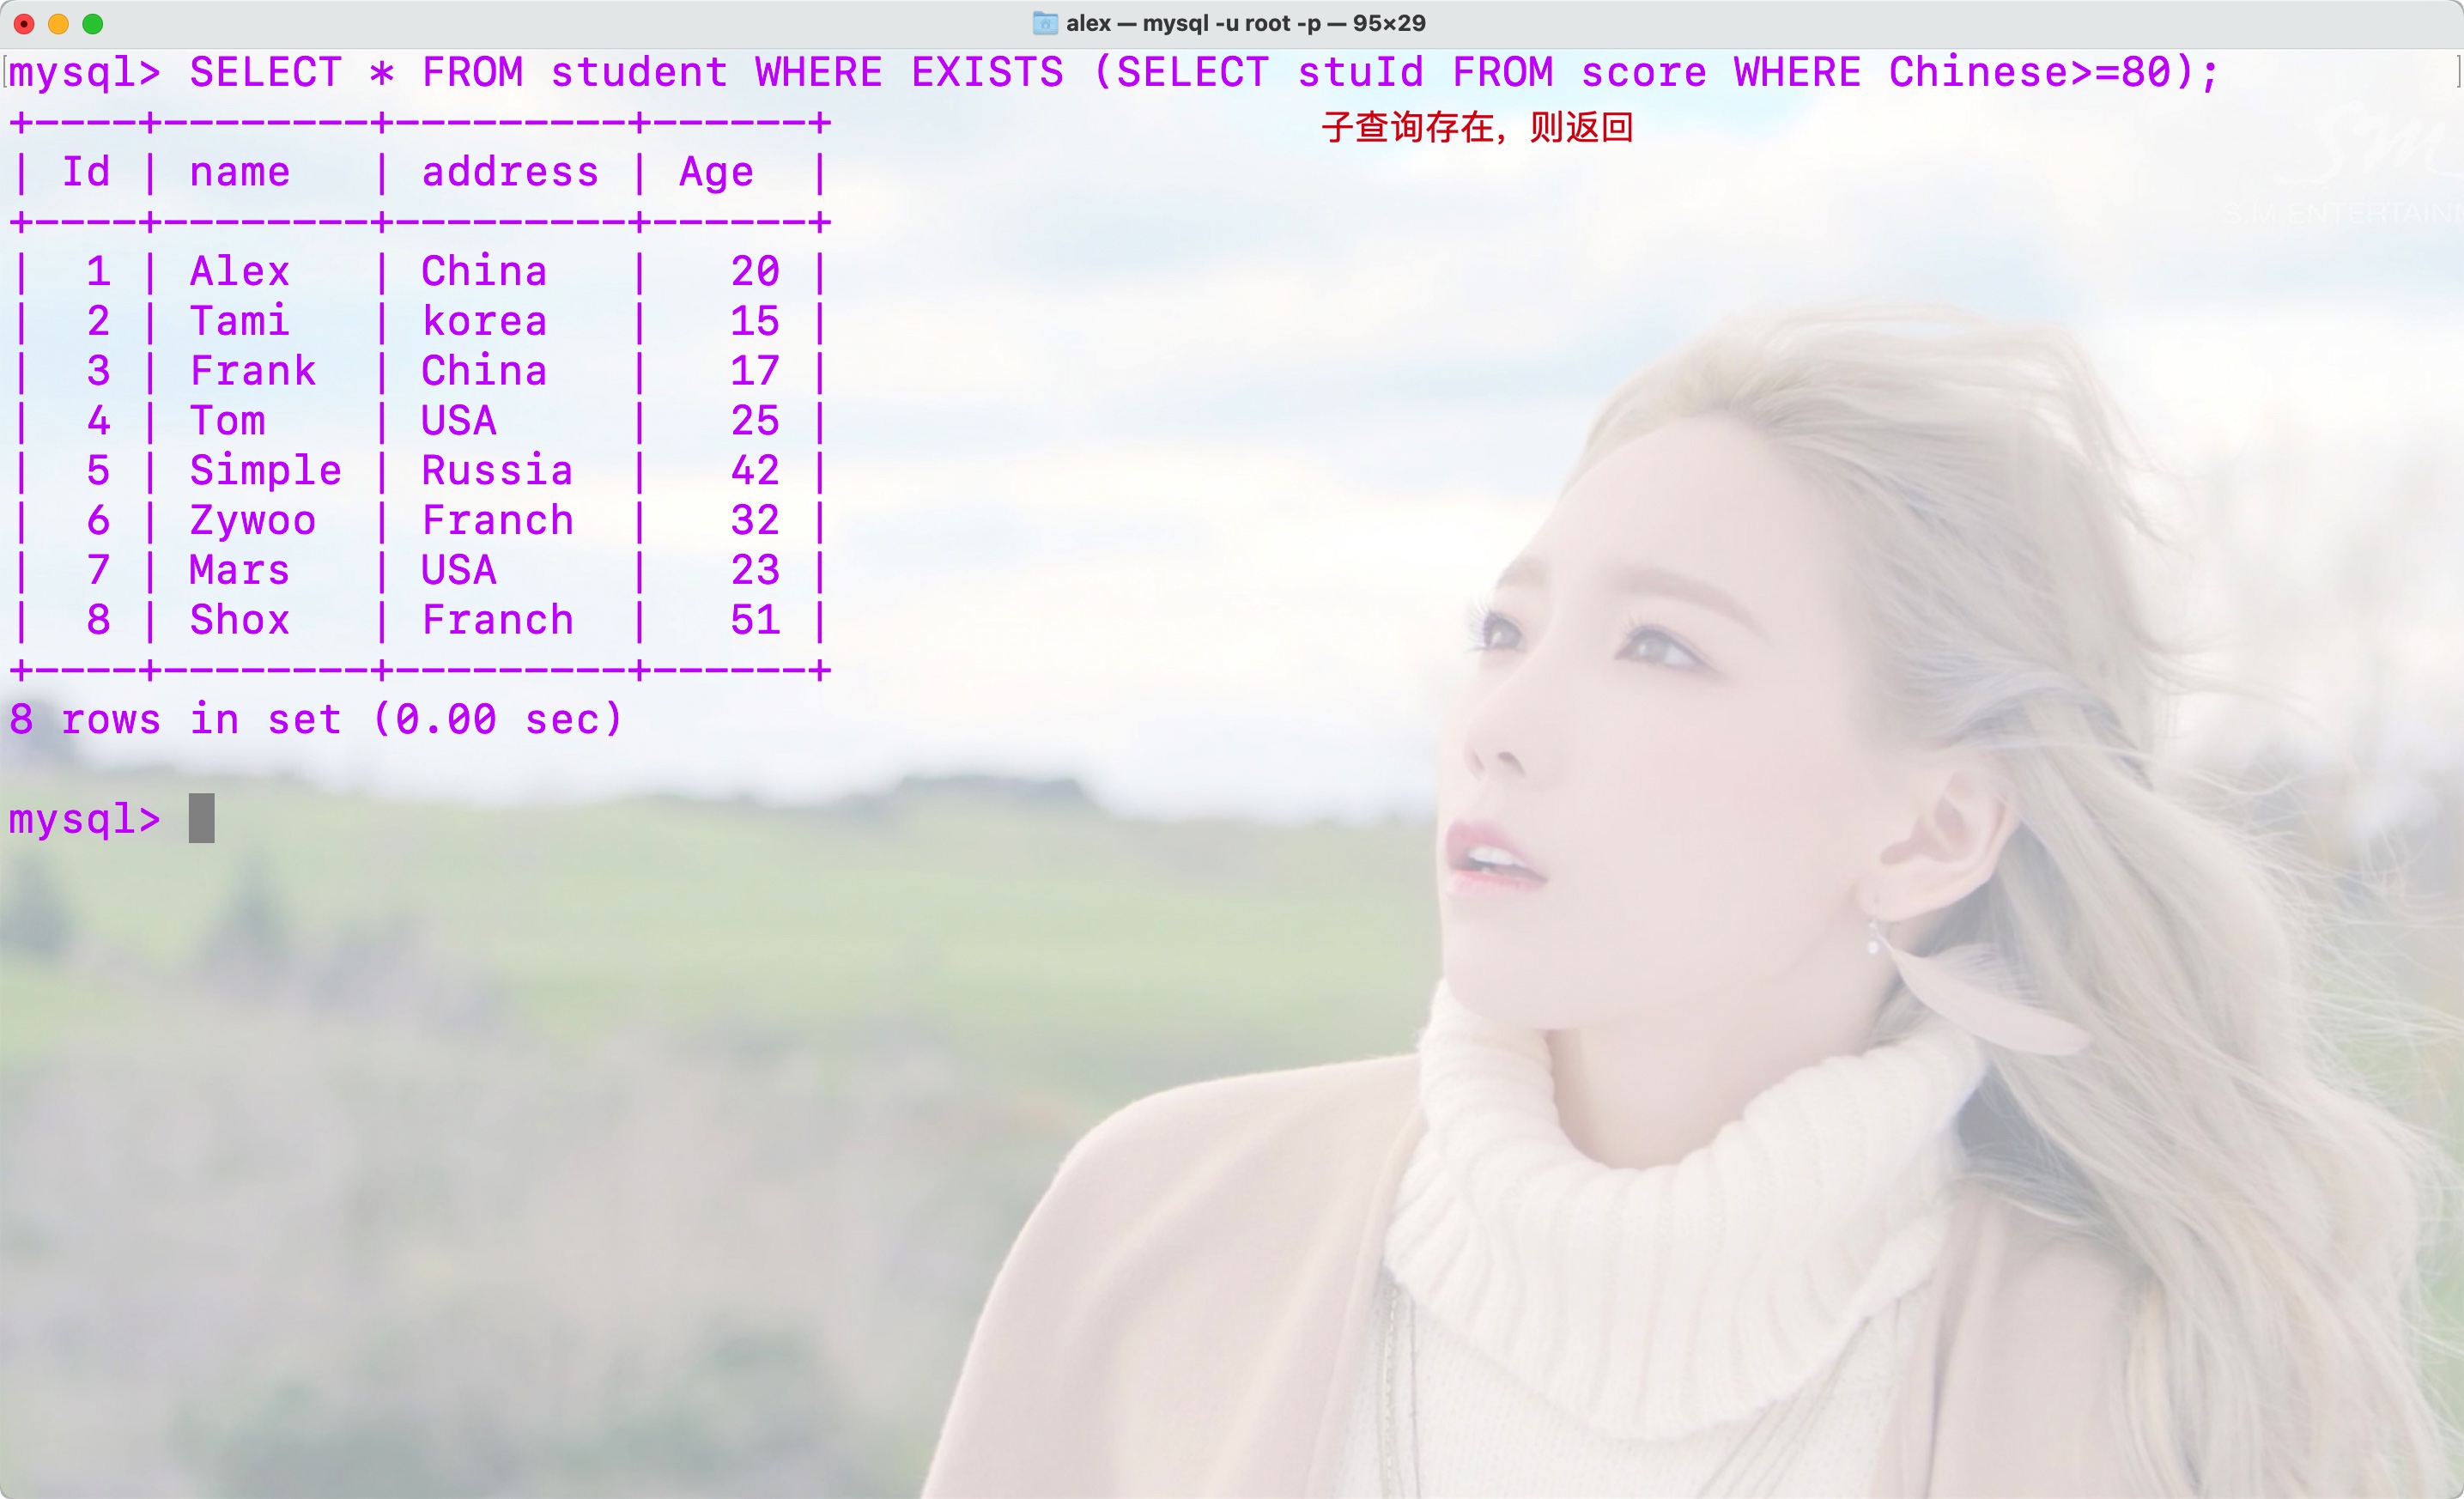 alex — mysql -u root -p — 95×29
mysql> SELECT * FROM student WHERE EXISTS (SELECT stuId FROM score WHERE Chinese>=80);
子查询存在，则返回
+----+--------+----------+------+
| Id | name   | address  | Age  |
+----+--------+----------+------+
|  1 | Alex   | China    |   20 |
|  2 | Tami   | korea    |   15 |
|  3 | Frank  | China    |   17 |
|  4 | Tom    | USA      |   25 |
|  5 | Simple | Russia   |   42 |
|  6 | Zywoo  | Franch   |   32 |
|  7 | Mars   | USA      |   23 |
|  8 | Shox   | Franch   |   51 |
+----+--------+----------+------+
8 rows in set (0.00 sec)
mysql>